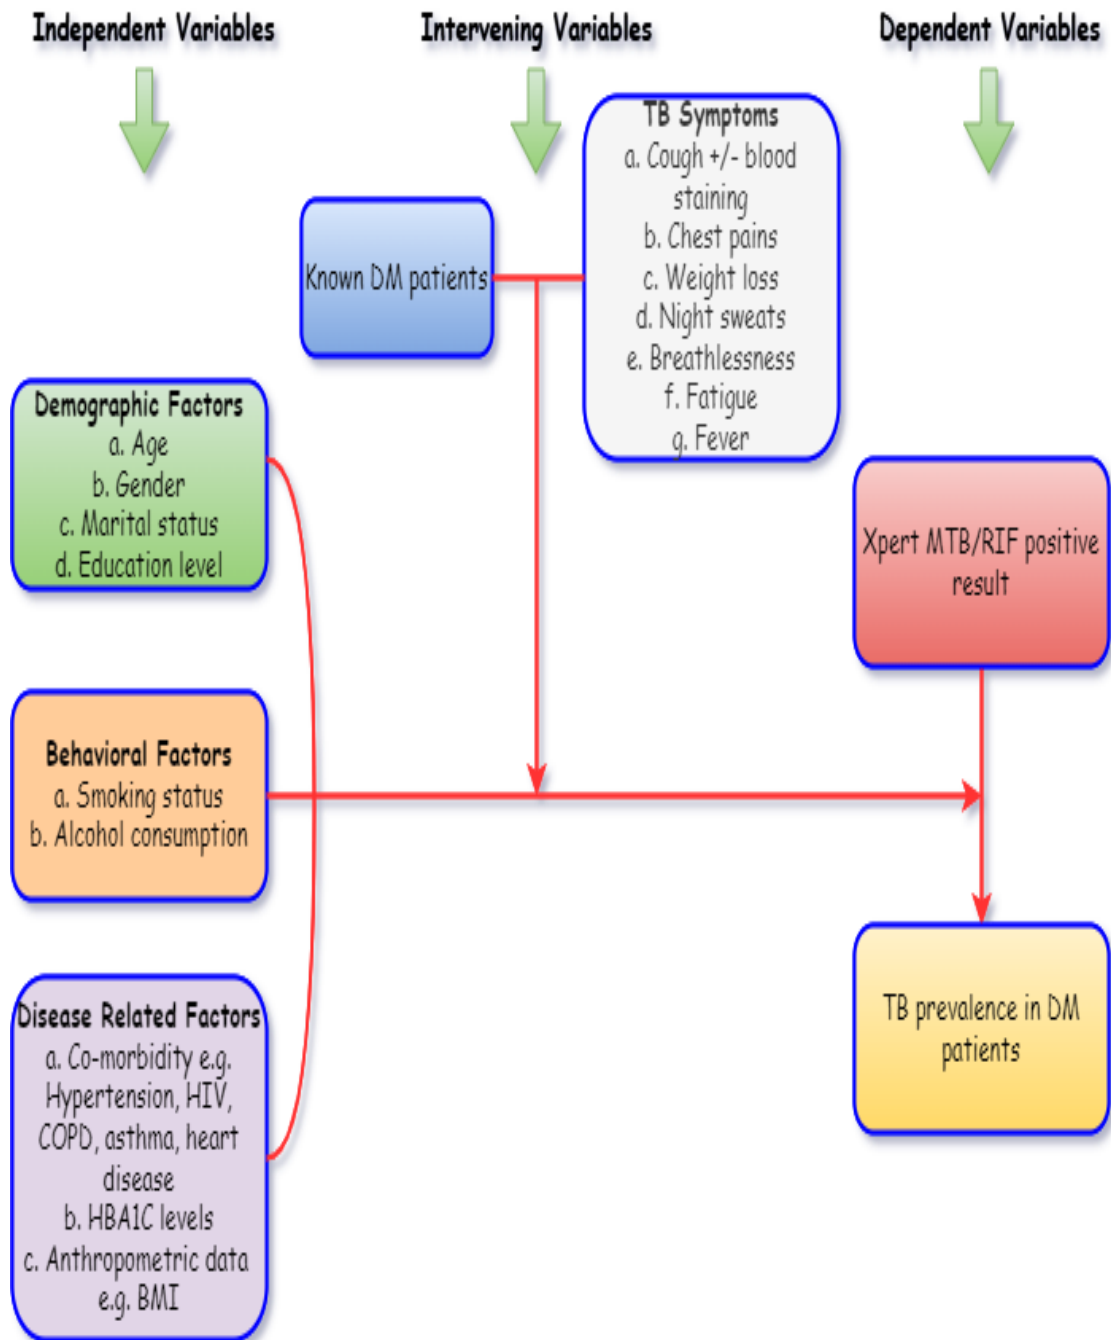 Independent Variables
Intervening Variables
Dependent Variables
TB Symptoms
a. Cough +/- blood
staining
b. Chest pains
c. Weight loss
d. Night sweats
e. Breathlessness
f. Fatigue
g. Fever
Known DM patients
Demographic Factors
a. Age
b. Gender
c. Marital status
d. Education level
Xpert MTB/RIF positive
result
Behavioral Factors
a. Smoking status
b. Alcohol consumption
TB prevalence in DM
patients
Disease Related Factors
a. Co-morbidity e.g.
Hypertension, HIV,
COPD, asthma, heart
disease
b. HBA1C levels
c. Anthropometric data
e.g. BMI